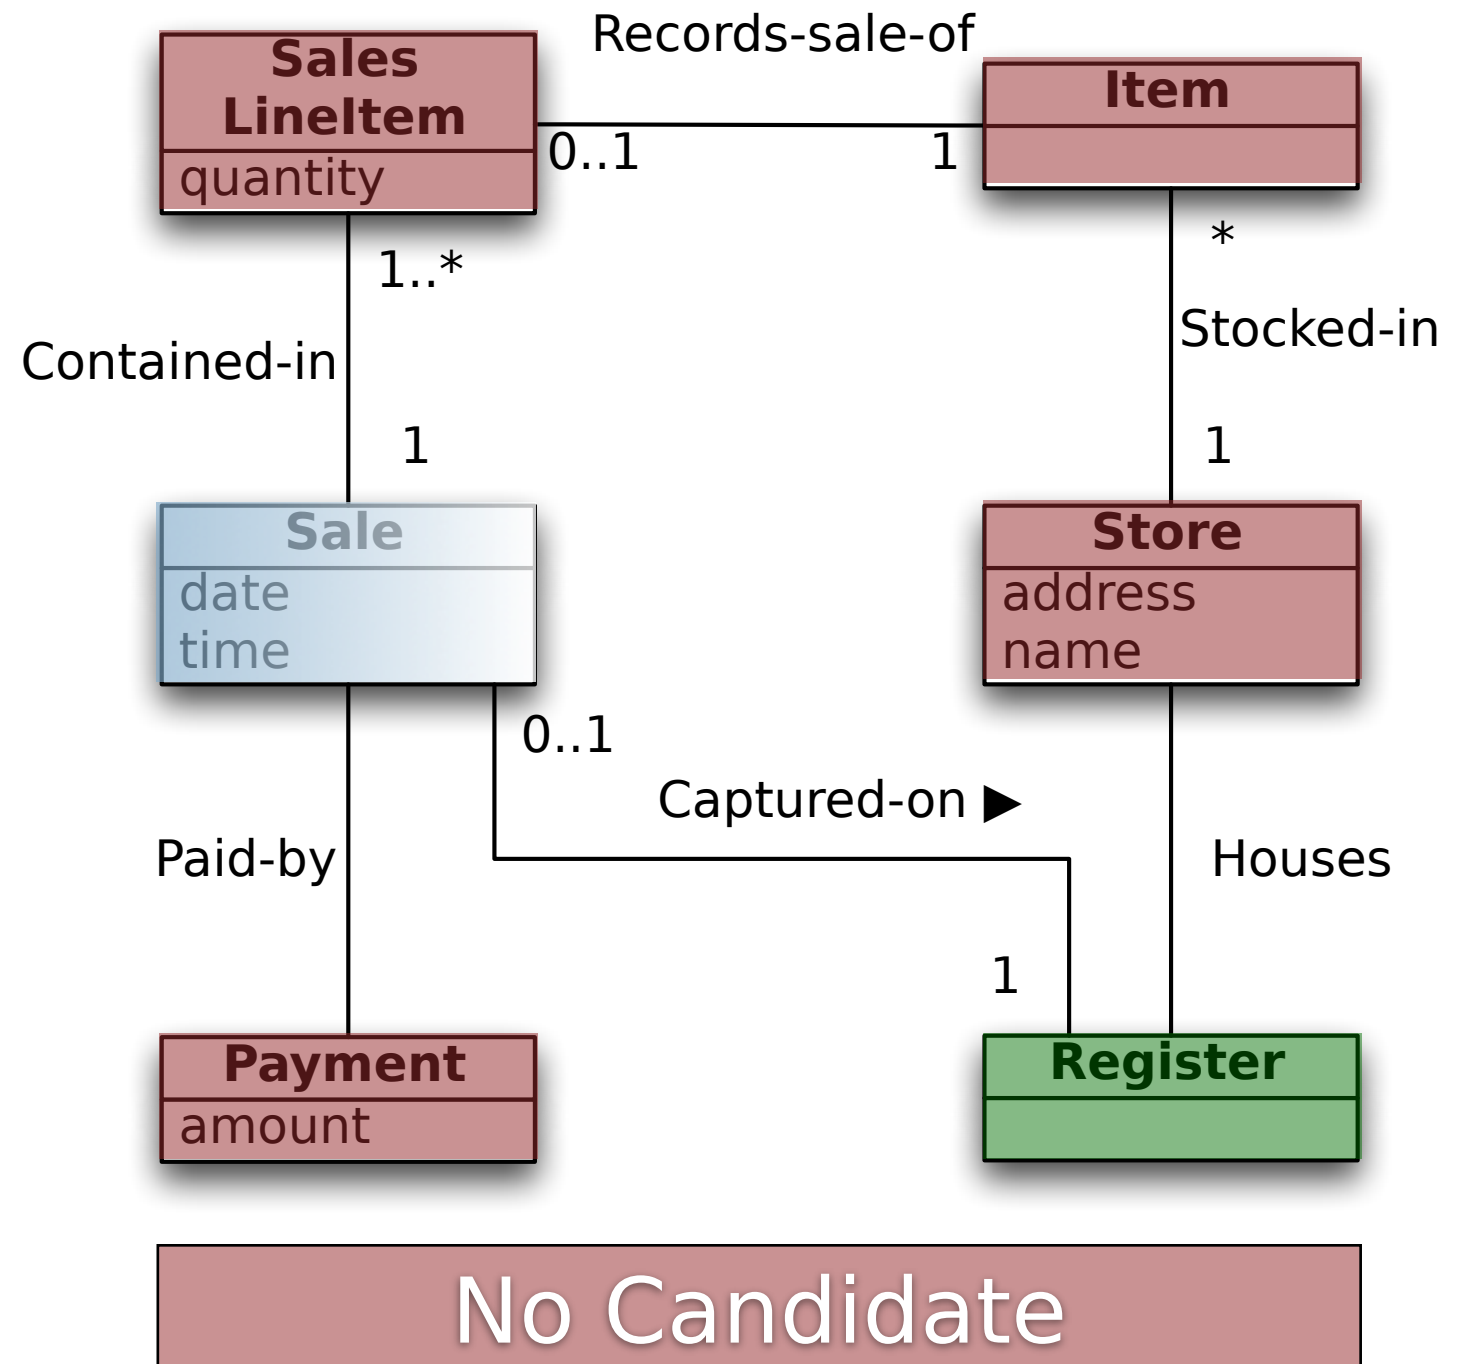 Records-sale-of
Sales
LineItem
quantity
Item
0..1
1
1..*
*
Contained-in
Stocked-in
1
1
Sale
date
time
Store
address
name
0..1
Captured-on ▶
Paid-by
Houses
1
Payment
amount
Register
No Candidate